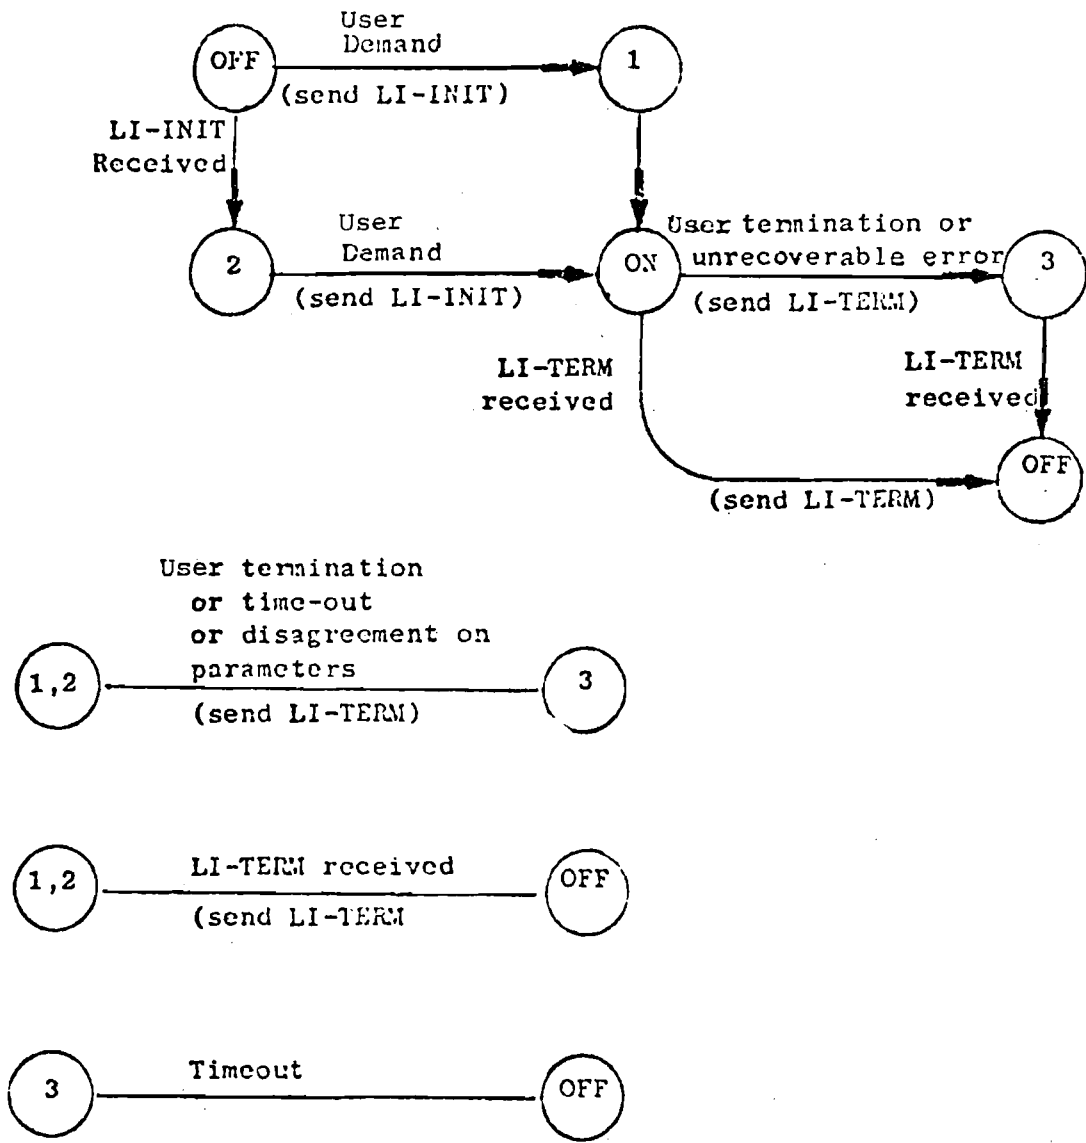 User
Demand
OFF
1
(send LI-INIT)
LI-INIT
Received
User
Demand
2
(send LI-INIT)
ON
User termination or
unrecoverable error
3
(send LI-TERM)
LI-TERM
received
LI-TERM
received
OFF
(send LI-TERM)
User termination
or time-out
or disagreement on
parameters
1,2
3
(send LI-TERM)
1,2
LI-TERM received
OFF
(send LI-TERM
3
Timeout
OFF